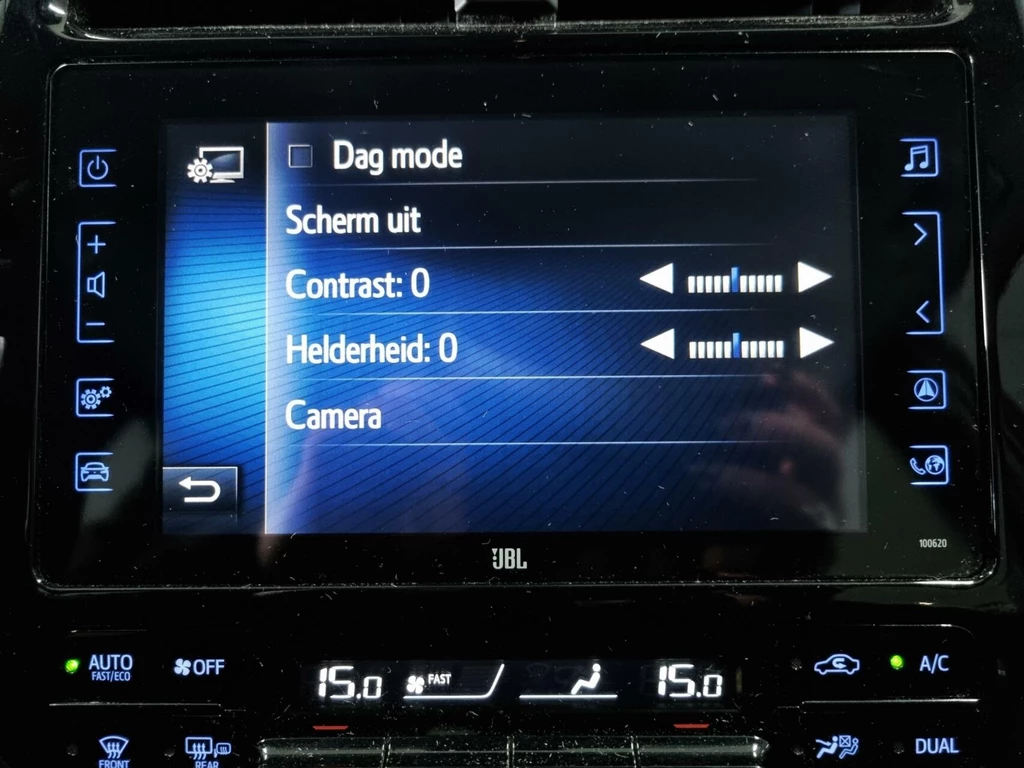 Dag mode
Scherm uit
Contrast: 0
Helderheid: 0
Camera
100620
JBL
AUTO
FAST/ECO
OFF
15.0
FAST
15.0
A/C
FRONT
REAR
DUAL